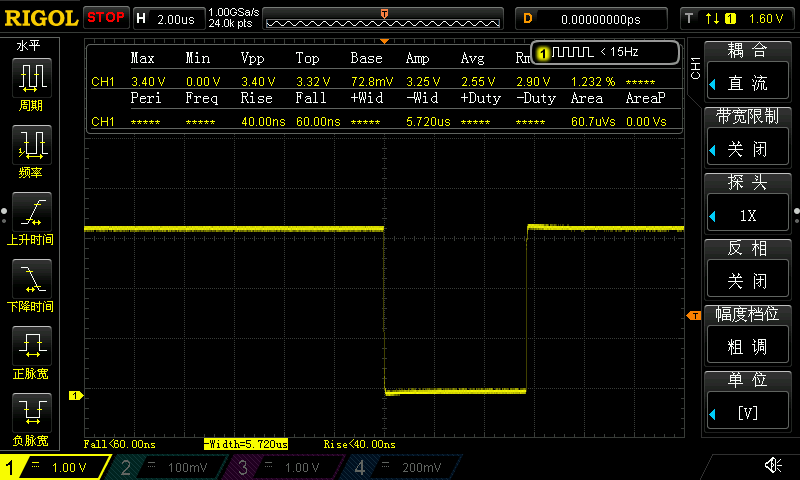 RIGOL STOP H 2.00us 1.00GSa/s 24.0k pts T D 0.00000000ps T 1 1.60 V
水平
Max Min Vpp Top Base Amp Avg Rm 1 < 15Hz
CH1 3.40 V 0.00 V 3.40 V 3.32 V 72.8mV 3.25 V 2.55 V 2.90 V 1.232 % *****
Peri Freq Rise Fall +Wid -Wid +Duty -Duty Area AreaP
CH1 ***** ***** 40.00ns 60.00ns ***** 5.720us ***** ***** 60.7uVs 0.00 Vs
周期
频率
上升时间
下降时间
正脉宽
负脉宽
CH1
耦 合
直 流
带宽限制
关 闭
探 头
1X
反 相
关 闭
幅度档位
粗 调
单 位
[V]
T
1
Fall<60.00ns -Width=5.720us Rise<40.00ns
1 1.00 V 2 100mV 3 1.00 V 4 200mV